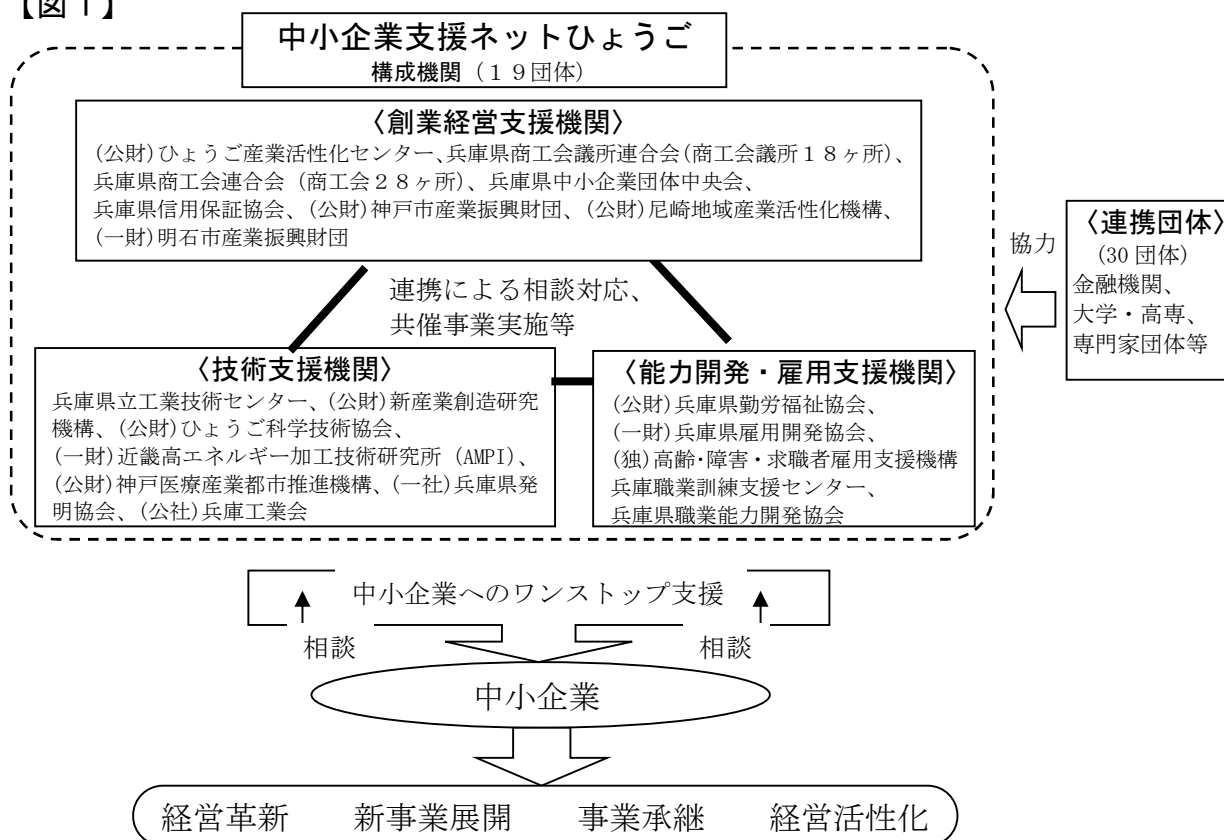 【図１】
中小企業支援ネットひょうご
構成機関（１９団体）
〈創業経営支援機関〉
(公財)ひょうご産業活性化センター、兵庫県商工会議所連合会(商工会議所１８ヶ所)、
兵庫県商工会連合会（商工会２８ヶ所）、兵庫県中小企業団体中央会、
兵庫県信用保証協会、(公財)神戸市産業振興財団、(公財)尼崎地域産業活性化機構、
(一財)明石市産業振興財団
協力
〈連携団体〉
(30 団体)
金融機関、
大学・高専、
専門家団体等
連携による相談対応、
共催事業実施等
〈技術支援機関〉
兵庫県立工業技術センター、(公財)新産業創造研究
機構、(公財)ひょうご科学技術協会、
(一財)近畿高エネルギー加工技術研究所（AMPI）、
(公財)神戸医療産業都市推進機構、(一社)兵庫県発
明協会、(公社)兵庫工業会
〈能力開発・雇用支援機関〉
(公財)兵庫県勤労福祉協会、
(一財)兵庫県雇用開発協会、
(独)高齢・障害・求職者雇用支援機構
兵庫職業訓練支援センター、
兵庫県職業能力開発協会
中小企業へのワンストップ支援
相談
相談
中小企業
経営革新 新事業展開 事業承継 経営活性化